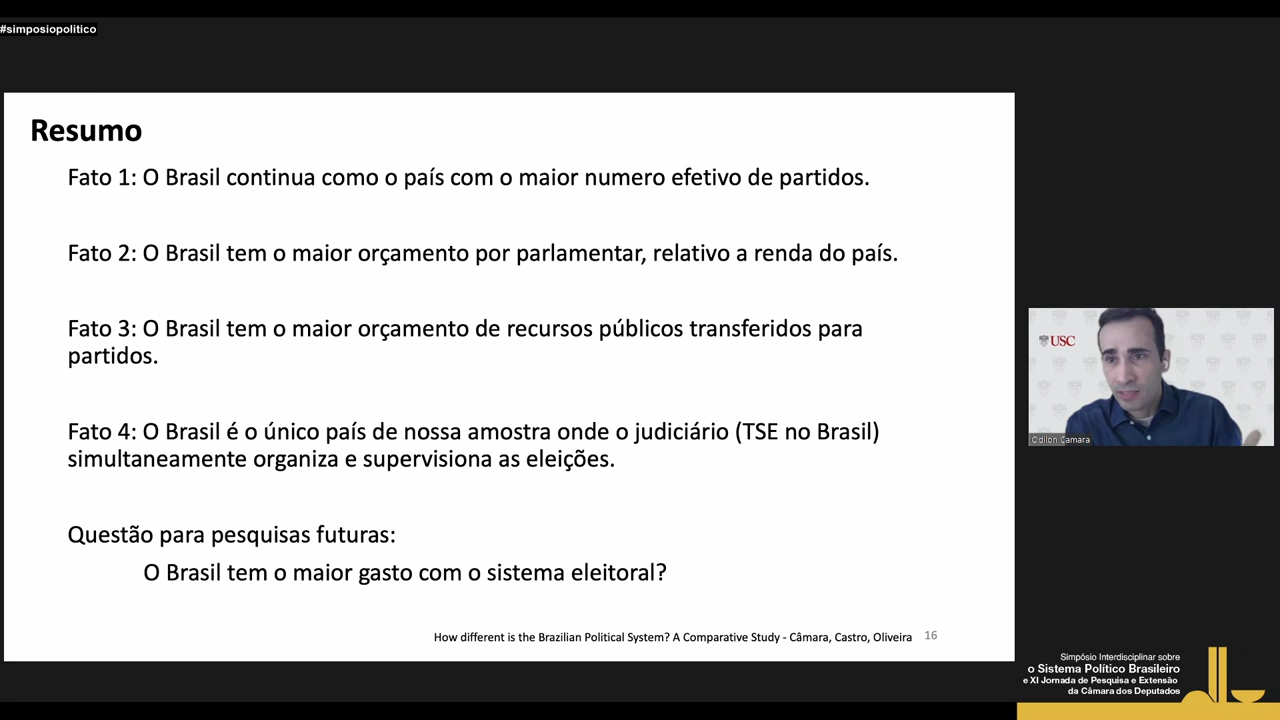 #simposiopolitico
Resumo
Fato 1: O Brasil continua como o país com o maior numero efetivo de partidos.
Fato 2: O Brasil tem o maior orçamento por parlamentar, relativo a renda do país.
Fato 3: O Brasil tem o maior orçamento de recursos públicos transferidos para
partidos.
Fato 4: O Brasil é o único país de nossa amostra onde o judiciário (TSE no Brasil)
simultaneamente organiza e supervisiona as eleições.
Questão para pesquisas futuras:
O Brasil tem o maior gasto com o sistema eleitoral?
How different is the Brazilian Political System? A Comparative Study - Câmara, Castro, Oliveira
16
USC
Odilon Camara
Simpósio Interdisciplinar sobre
o Sistema Político Brasileiro
e XI Jornada de Pesquisa e Extensão
da Câmara dos Deputados